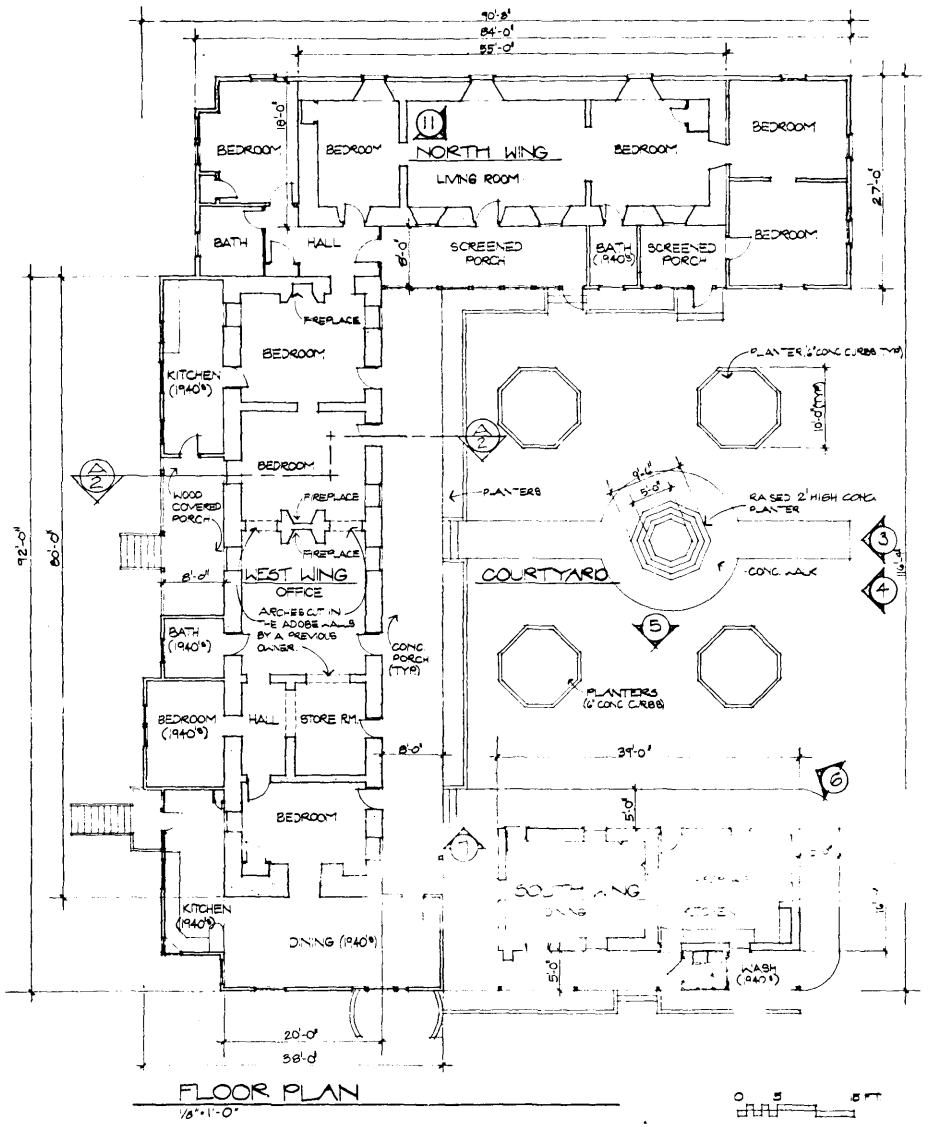 90'-8"
84'-0"
55'-0"
18'-0"
BEDROOM
BEDROOM
11
NORTH WING
LIVING ROOM
BEDROOM
BEDROOM
27'-0"
BATH
HALL
8'-0"
SCREENED
PORCH
BATH
(1940'S)
SCREENED
PORCH
BEDROOM
FIREPLACE
BEDROOM
KITCHEN
(1940'S)
PLANTER (6" CONC CURBS TYP)
10'-0" (TYP)
A
2
A
2
BEDROOM
WOOD
COVERED
PORCH
FIREPLACE
FIREPLACE
PLANTERS
9'-6"
5'-0"
RAISED 2' HIGH CONC.
PLANTER
92'-0"
80'-0"
8'-0"
WEST WING
OFFICE
COURTYARD
CONC. WALK
3
4
5
ARCHES CUT IN
THE ADOBE WALLS
BY A PREVIOUS
OWNER.
BATH
(1940'S)
CONC.
PORCH
(TYP)
BEDROOM
(1940'S)
HALL
STORE RM.
PLANTERS
(6" CONC CURBS)
8'-0"
39'-0"
6
BEDROOM
5'-0"
7
SOUTH WING
DINING
KITCHEN
KITCHEN
(1940'S)
DINING (1940'S)
5'-0"
WASH
(1940'S)
20'-0"
38'-0"
FLOOR PLAN
1/8"=1'-0"
0 5 15 FT